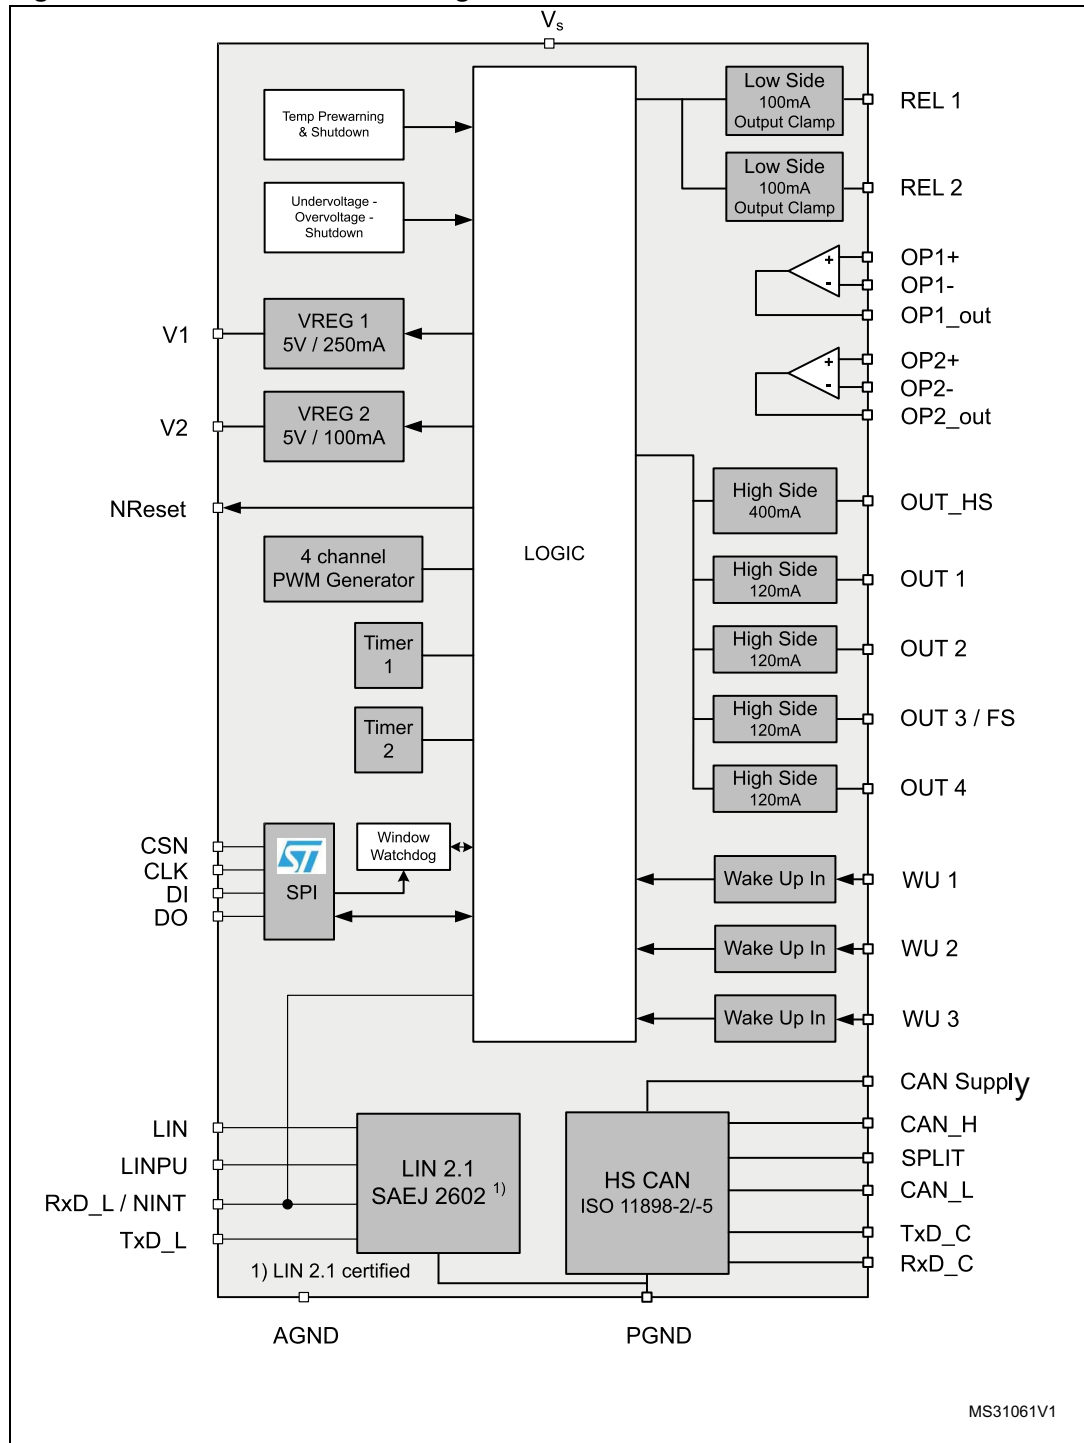 Vs
Temp Prewarning
& Shutdown
Undervoltage -
Overvoltage -
Shutdown
V1
VREG 1
5V / 250mA
V2
VREG 2
5V / 100mA
NReset
4 channel
PWM Generator
Timer
1
Timer
2
CSN
CLK
DI
DO
ST
SPI
Window
Watchdog
LOGIC
Low Side
100mA
Output Clamp
REL 1
Low Side
100mA
Output Clamp
REL 2
+
-
OP1+
OP1-
OP1_out
+
-
OP2+
OP2-
OP2_out
High Side
400mA
OUT_HS
High Side
120mA
OUT 1
High Side
120mA
OUT 2
High Side
120mA
OUT 3 / FS
High Side
120mA
OUT 4
Wake Up In
WU 1
Wake Up In
WU 2
Wake Up In
WU 3
LIN
LINPU
RxD_L / NINT
TxD_L
LIN 2.1
SAEJ 2602 1)
1) LIN 2.1 certified
HS CAN
ISO 11898-2/-5
CAN Supply
CAN_H
SPLIT
CAN_L
TxD_C
RxD_C
AGND
PGND
MS31061V1